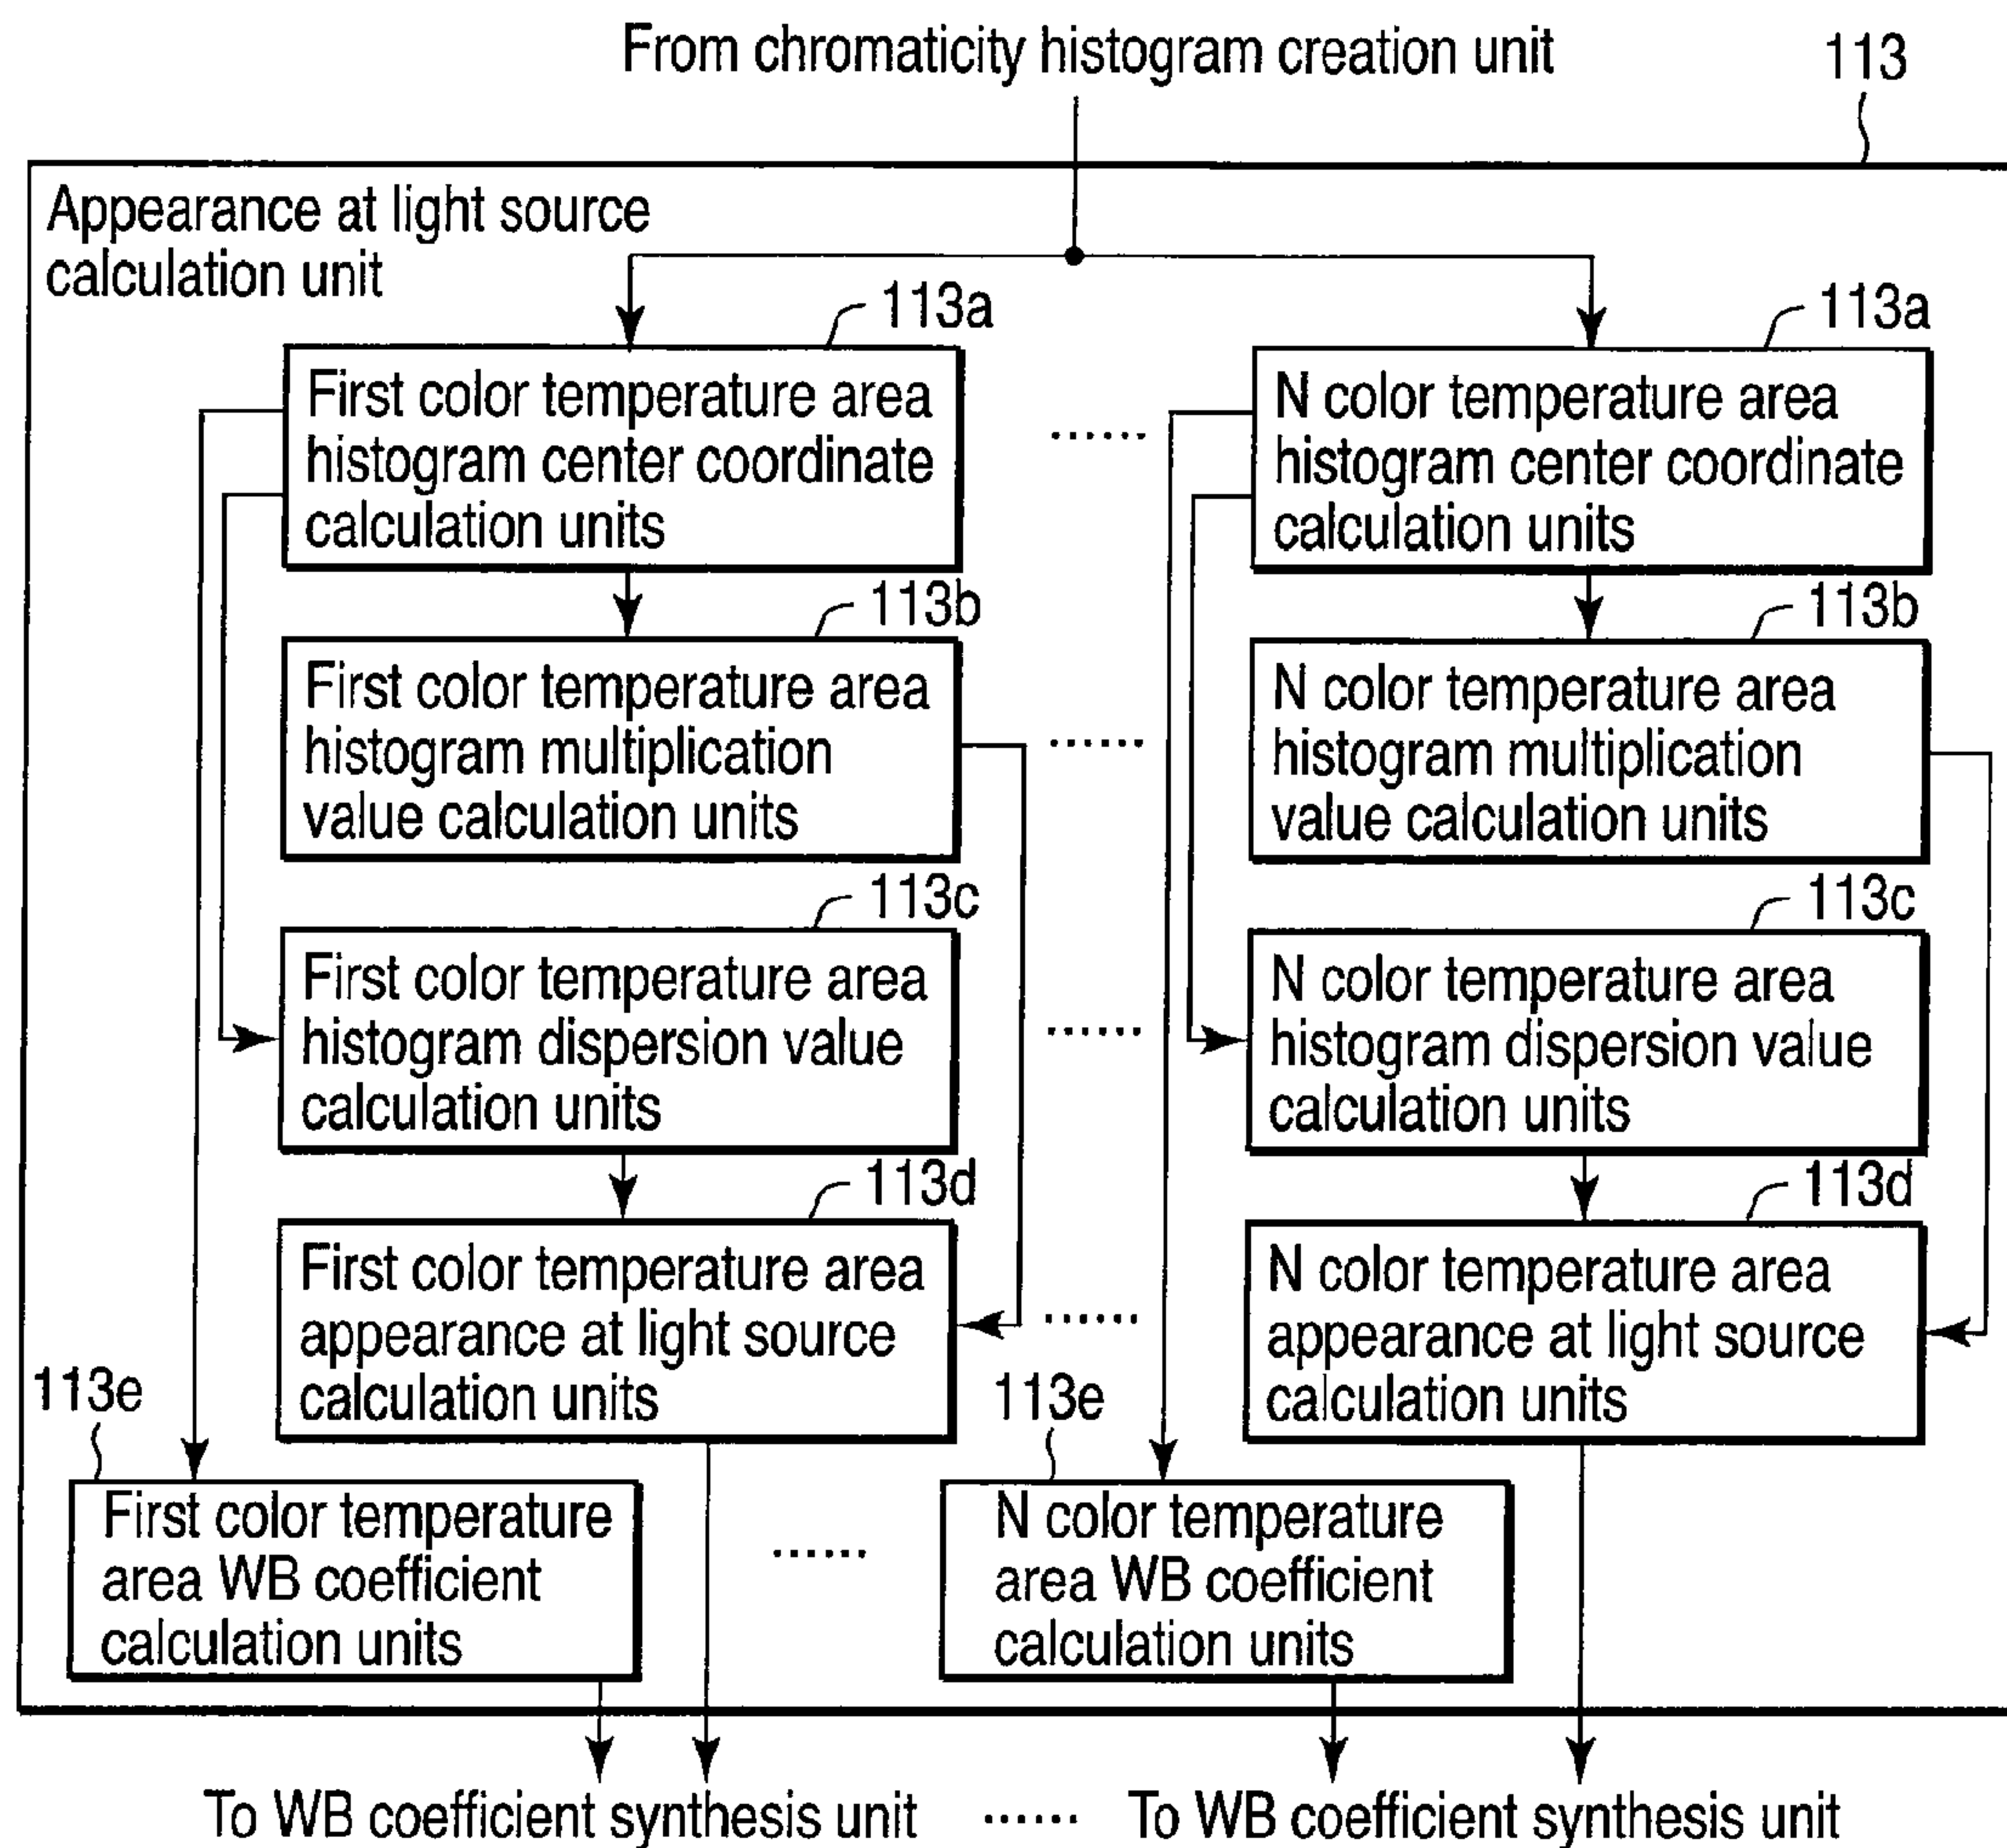 From chromaticity histogram creation unit
113
Appearance at light source
calculation unit
113a
First color temperature area
histogram center coordinate
calculation units
......
113a
N color temperature area
histogram center coordinate
calculation units
113b
First color temperature area
histogram multiplication
value calculation units
......
113b
N color temperature area
histogram multiplication
value calculation units
113c
First color temperature area
histogram dispersion value
calculation units
......
113c
N color temperature area
histogram dispersion value
calculation units
113d
First color temperature area
appearance at light source
calculation units
......
113d
N color temperature area
appearance at light source
calculation units
113e
First color temperature
area WB coefficient
calculation units
......
113e
N color temperature
area WB coefficient
calculation units
To WB coefficient synthesis unit ...... To WB coefficient synthesis unit